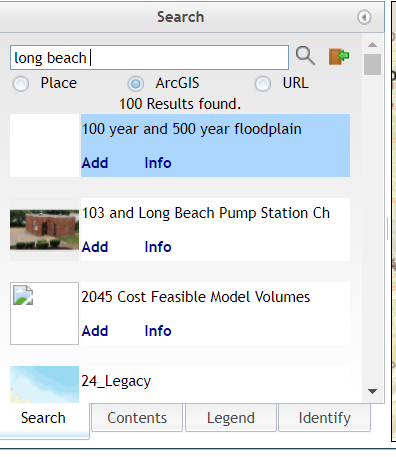 Search
long beach
Place ArcGIS URL
100 Results found.
100 year and 500 year floodplain
Add Info
103 and Long Beach Pump Station Ch
Add Info
2045 Cost Feasible Model Volumes
Add Info
24_Legacy
Search Contents Legend Identify